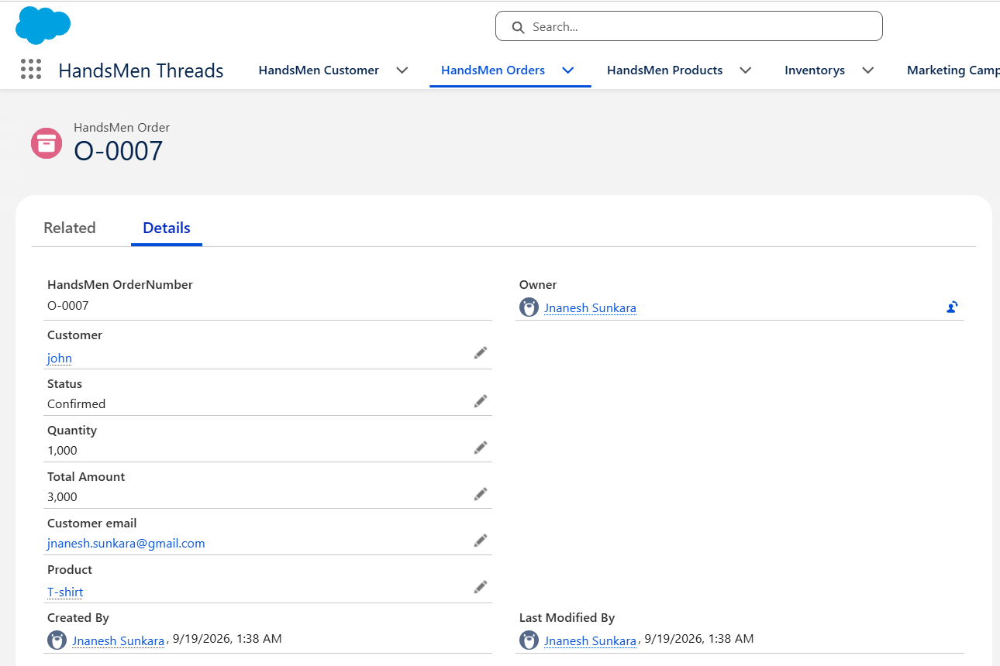 Search...
HandsMen Threads
HandsMen Customer
HandsMen Orders
HandsMen Products
Inventorys
Marketing Camp
HandsMen Order
O-0007
Related
Details
HandsMen OrderNumber
O-0007
Owner
Jnanesh Sunkara
Customer
john
Status
Confirmed
Quantity
1,000
Total Amount
3,000
Customer email
jnanesh.sunkara@gmail.com
Product
T-shirt
Created By
Jnanesh Sunkara, 9/19/2026, 1:38 AM
Last Modified By
Jnanesh Sunkara, 9/19/2026, 1:38 AM